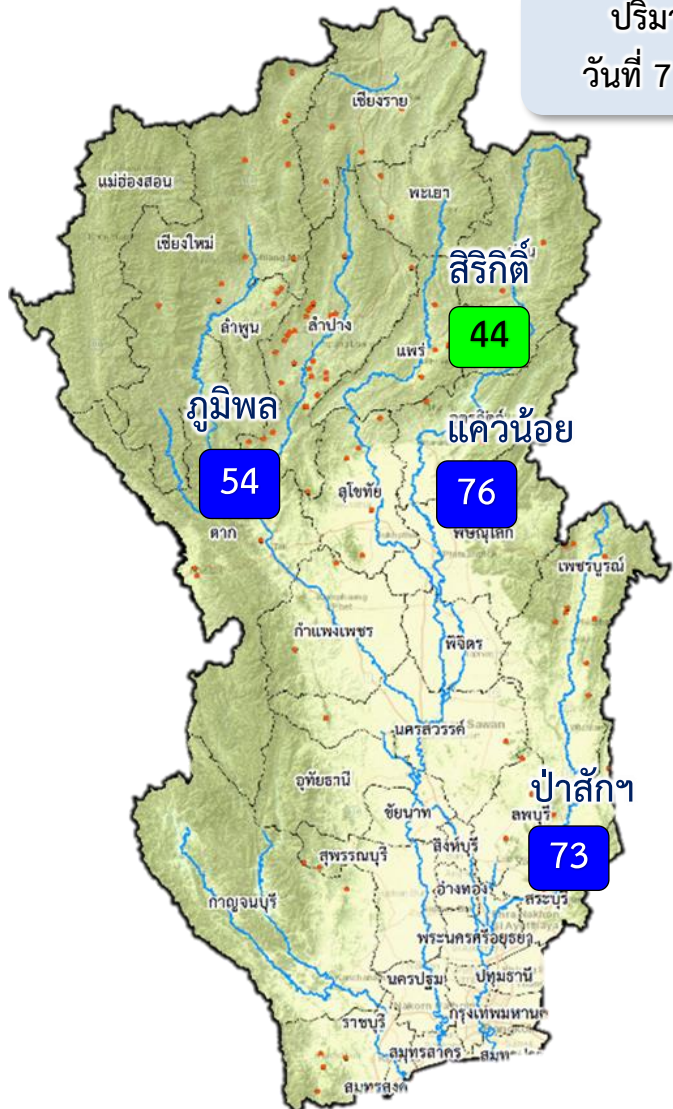 ปริมา
วันที่ 7
เชียงราย
แม่ฮ่องสอน
พะเยา
เชียงใหม่
สิริกิติ์
44
ลำพูน
ลำปาง
แพร่
ภูมิพล
54
แควน้อย
76
สุโขทัย
ตาก
พิษณุโลก
เพชรบูรณ์
กำแพงเพชร
พิจิตร
นครสวรรค์
Sawan
อุทัยธานี
ป่าสักฯ
73
ชัยนาท
ลพบุรี
สิงห์บุรี
สุพรรณบุรี
อ่างทอง
สระบุรี
กาญจนบุรี
พระนครศรีอยุธยา
นครปฐม
ปทุมธานี
กรุงเทพมหานค
ราชบุรี
สมุทรสาคร
สมุทรสงค